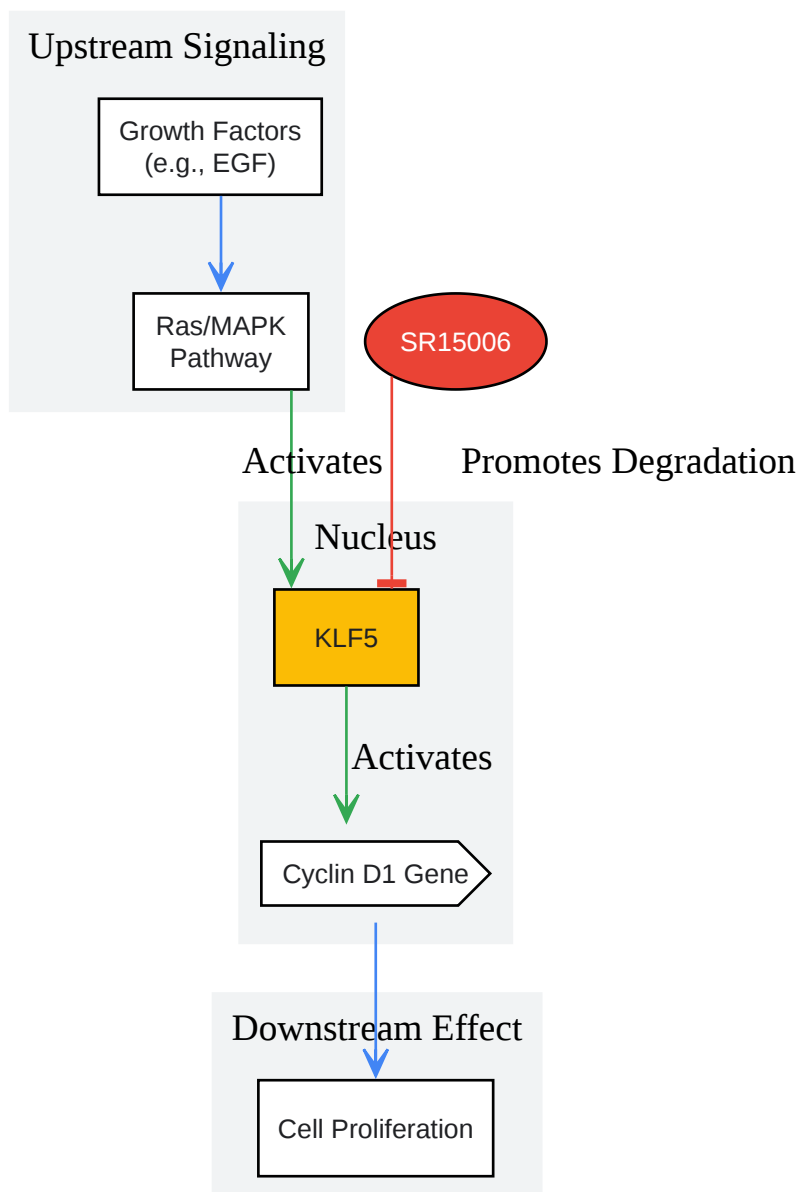 Upstream Signaling
Growth Factors
(e.g., EGF)
Ras/MAPK
Pathway
SR15006
Activates
Promotes Degradation
Nucleus
KLF5
Activates
Cyclin D1 Gene
Downstream Effect
Cell Proliferation